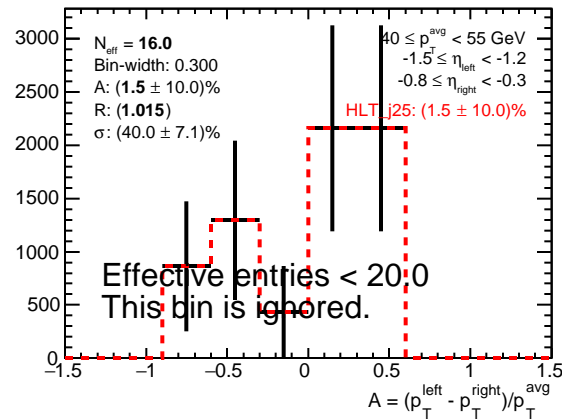 N_eff = 16.0
Bin-width: 0.300
A: (1.5 ± 10.0)%
R: (1.015)
σ: (40.0 ± 7.1)%
40 ≤ p_T^avg < 55 GeV
-1.5 ≤ η_left < -1.2
-0.8 ≤ η_right < -0.3
HLT_j25: (1.5 ± 10.0)%
Effective entries < 20.0
This bin is ignored.
3000
2500
2000
1500
1000
500
0
−1.5 −1 −0.5 0 0.5 1 1.5
A = (p_T^left - p_T^right)/p_T^avg